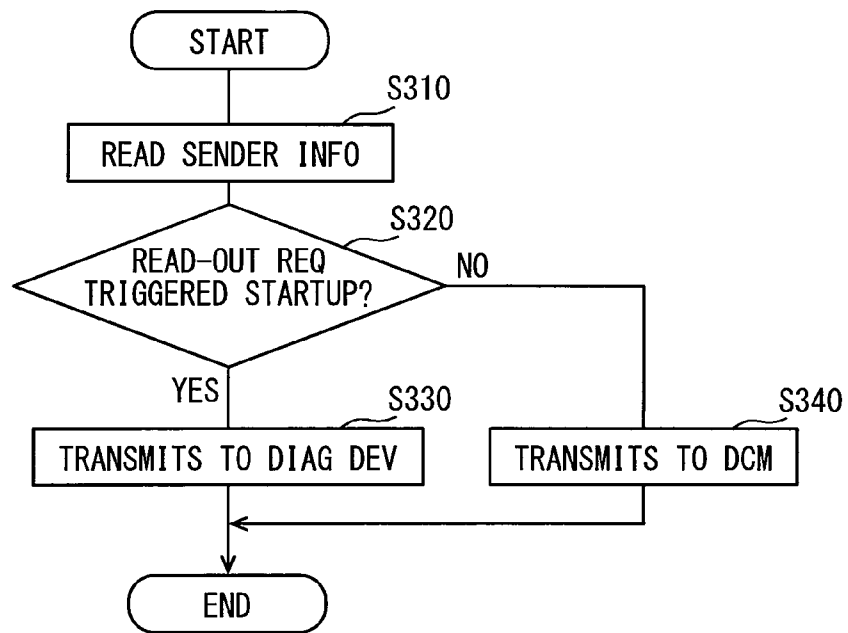 START
S310
READ SENDER INFO
S320
READ-OUT REQ
TRIGGERED STARTUP?
NO
YES
S330
TRANSMITS TO DIAG DEV
S340
TRANSMITS TO DCM
END